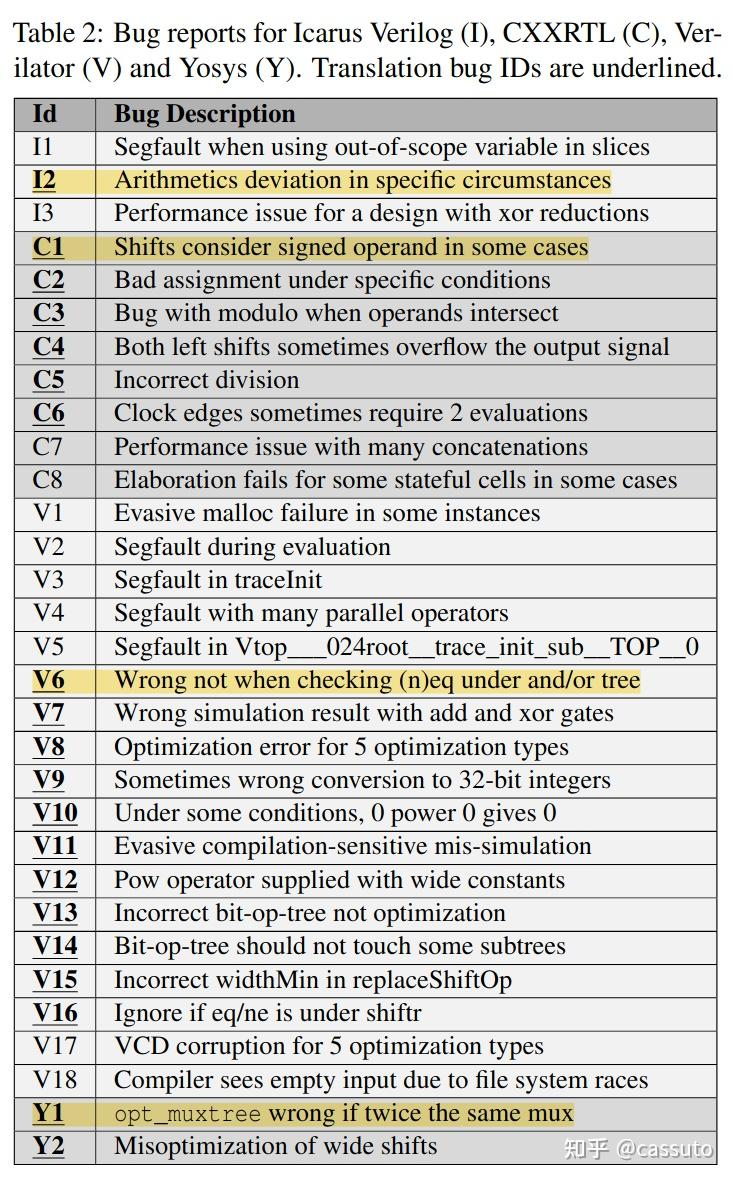 Table 2: Bug reports for Icarus Verilog (I), CXXRTL (C), Ver-
ilator (V) and Yosys (Y). Translation bug IDs are underlined.
Id Bug Description
I1 Segfault when using out-of-scope variable in slices
I2 Arithmetics deviation in specific circumstances
I3 Performance issue for a design with xor reductions
C1 Shifts consider signed operand in some cases
C2 Bad assignment under specific conditions
C3 Bug with modulo when operands intersect
C4 Both left shifts sometimes overflow the output signal
C5 Incorrect division
C6 Clock edges sometimes require 2 evaluations
C7 Performance issue with many concatenations
C8 Elaboration fails for some stateful cells in some cases
V1 Evasive malloc failure in some instances
V2 Segfault during evaluation
V3 Segfault in traceInit
V4 Segfault with many parallel operators
V5 Segfault in Vtop___024root__trace_init_sub__TOP__0
V6 Wrong not when checking (n)eq under and/or tree
V7 Wrong simulation result with add and xor gates
V8 Optimization error for 5 optimization types
V9 Sometimes wrong conversion to 32-bit integers
V10 Under some conditions, 0 power 0 gives 0
V11 Evasive compilation-sensitive mis-simulation
V12 Pow operator supplied with wide constants
V13 Incorrect bit-op-tree not optimization
V14 Bit-op-tree should not touch some subtrees
V15 Incorrect widthMin in replaceShiftOp
V16 Ignore if eq/ne is under shiftr
V17 VCD corruption for 5 optimization types
V18 Compiler sees empty input due to file system races
Y1 opt_muxtree wrong if twice the same mux
Y2 Misoptimization of wide shifts
知乎 @cassuto